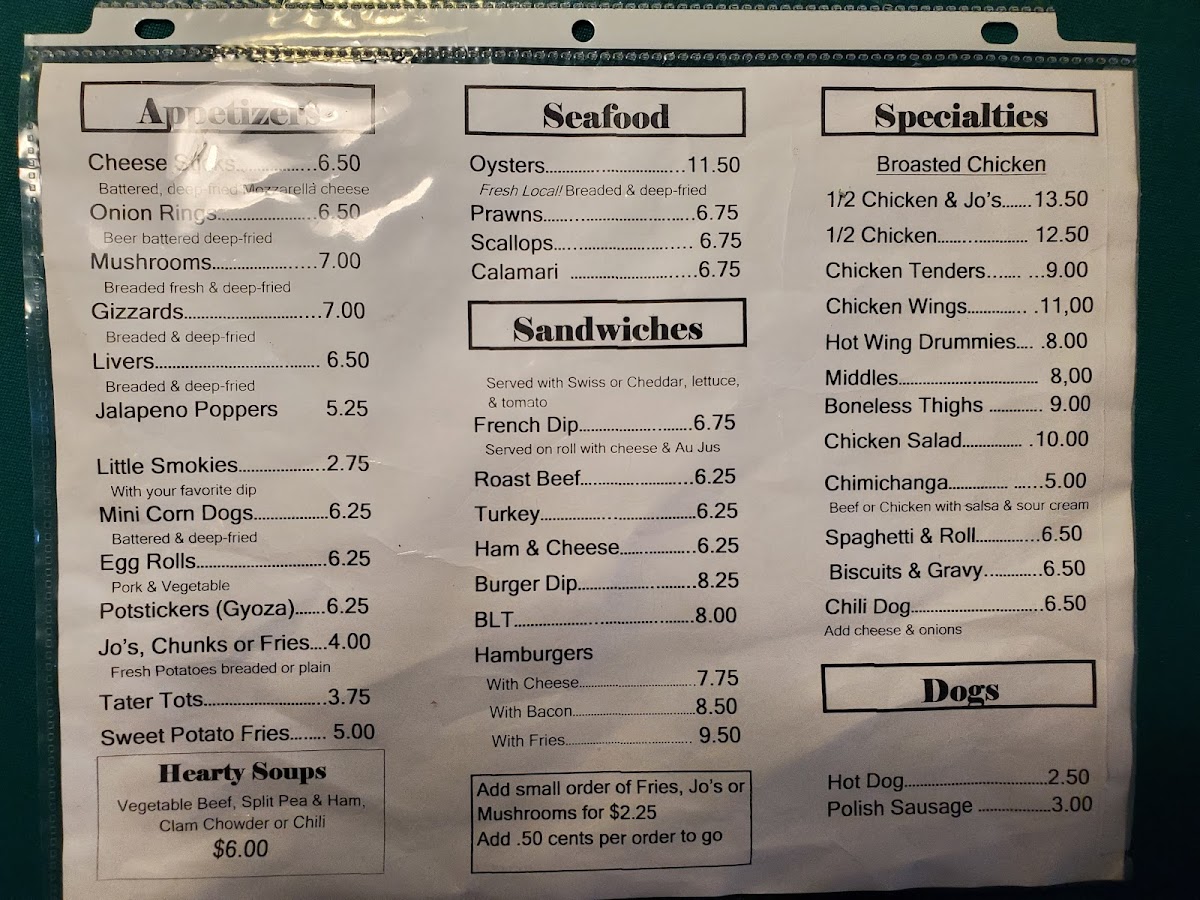 Appetizers
Cheese Sticks..............6.50
Battered, deep-fried Mozzarella cheese
Onion Rings.................6.50
Beer battered deep-fried
Mushrooms.....................7.00
Breaded fresh & deep-fried
Gizzards...........................7.00
Breaded & deep-fried
Livers................................ 6.50
Breaded & deep-fried
Jalapeno Poppers 5.25
Little Smokies.................2.75
With your favorite dip
Mini Corn Dogs..............6.25
Battered & deep-fried
Egg Rolls.........................6.25
Pork & Vegetable
Potstickers (Gyoza)......6.25
Jo's, Chunks or Fries....4.00
Fresh Potatoes breaded or plain
Tater Tots........................3.75
Sweet Potato Fries........ 5.00
Hearty Soups
Vegetable Beef, Split Pea & Ham,
Clam Chowder or Chili
$6.00
Seafood
Oysters.............................11.50
Fresh Local! Breaded & deep-fried
Prawns..............................6.75
Scallops........................... 6.75
Calamari .........................6.75
Sandwiches
Served with Swiss or Cheddar, lettuce,
& tomato
French Dip.......................6.75
Served on roll with cheese & Au Jus
Roast Beef.......................6.25
Turkey...............................6.25
Ham & Cheese...............6.25
Burger Dip.......................8.25
BLT....................................8.00
Hamburgers
With Cheese..........................7.75
With Bacon............................8.50
With Fries............................. 9.50
Add small order of Fries, Jo's or
Mushrooms for $2.25
Add .50 cents per order to go
Specialties
Broasted Chicken
1/2 Chicken & Jo's......13.50
1/2 Chicken.................. 12.50
Chicken Tenders...... ...9.00
Chicken Wings............ .11,00
Hot Wing Drummies.... .8.00
Middles............................ 8,00
Boneless Thighs ........... 9.00
Chicken Salad............ .10.00
Chimichanga............ ......5.00
Beef or Chicken with salsa & sour cream
Spaghetti & Roll.............6.50
Biscuits & Gravy............6.50
Chili Dog..........................6.50
Add cheese & onions
Dogs
Hot Dog............................2.50
Polish Sausage ..............3.00